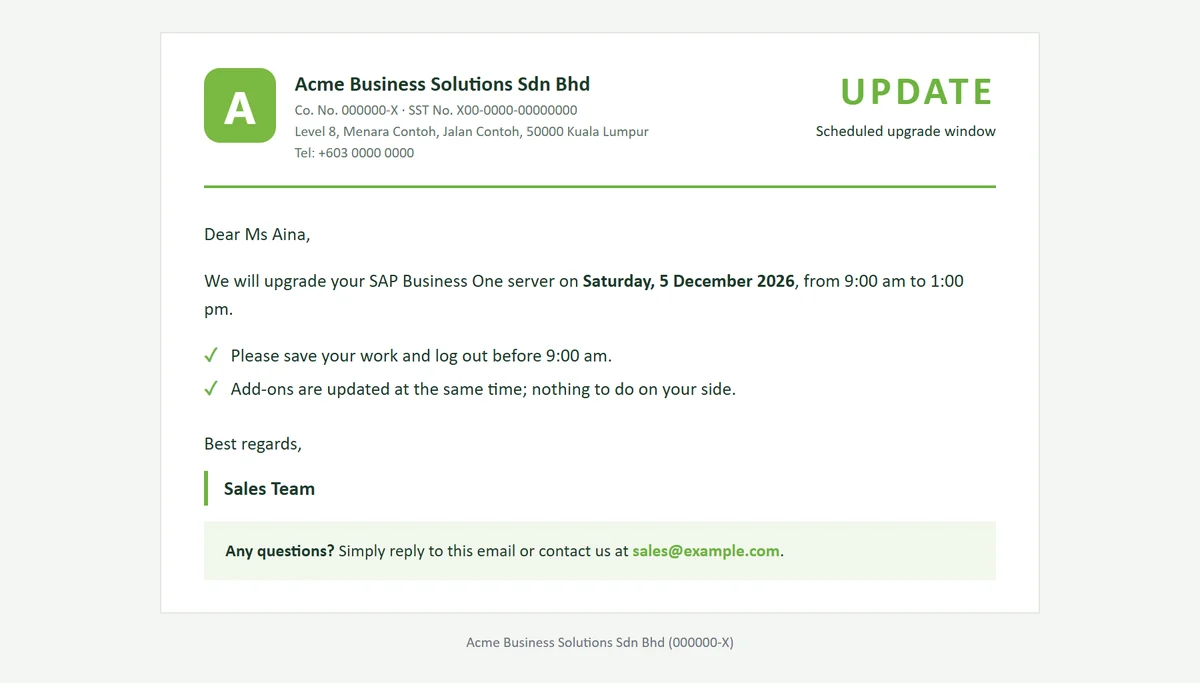 A
Acme Business Solutions Sdn Bhd
Co. No. 000000-X · SST No. X00-0000-00000000
Level 8, Menara Contoh, Jalan Contoh, 50000 Kuala Lumpur
Tel: +603 0000 0000
UPDATE
Scheduled upgrade window
Dear Ms Aina,
We will upgrade your SAP Business One server on Saturday, 5 December 2026, from 9:00 am to 1:00
pm.
✓ Please save your work and log out before 9:00 am.
✓ Add-ons are updated at the same time; nothing to do on your side.
Best regards,
Sales Team
Any questions? Simply reply to this email or contact us at sales@example.com.
Acme Business Solutions Sdn Bhd (000000-X)